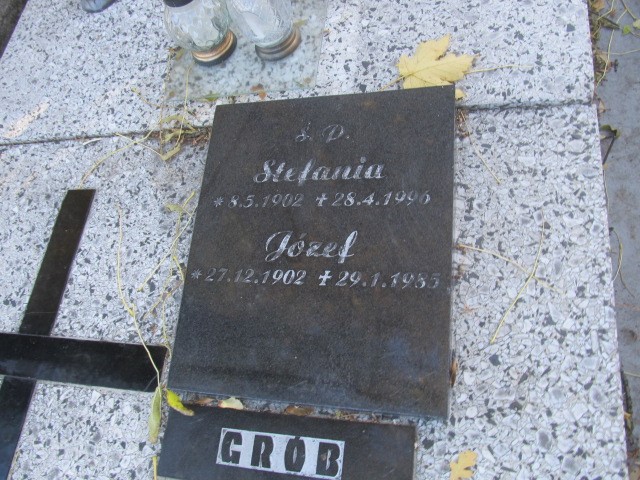 Ś. P.
Stefania
* 8.5.1902 + 28.4.1996
Józef
* 27.12.1902 + 29.1.1985
GRÓB